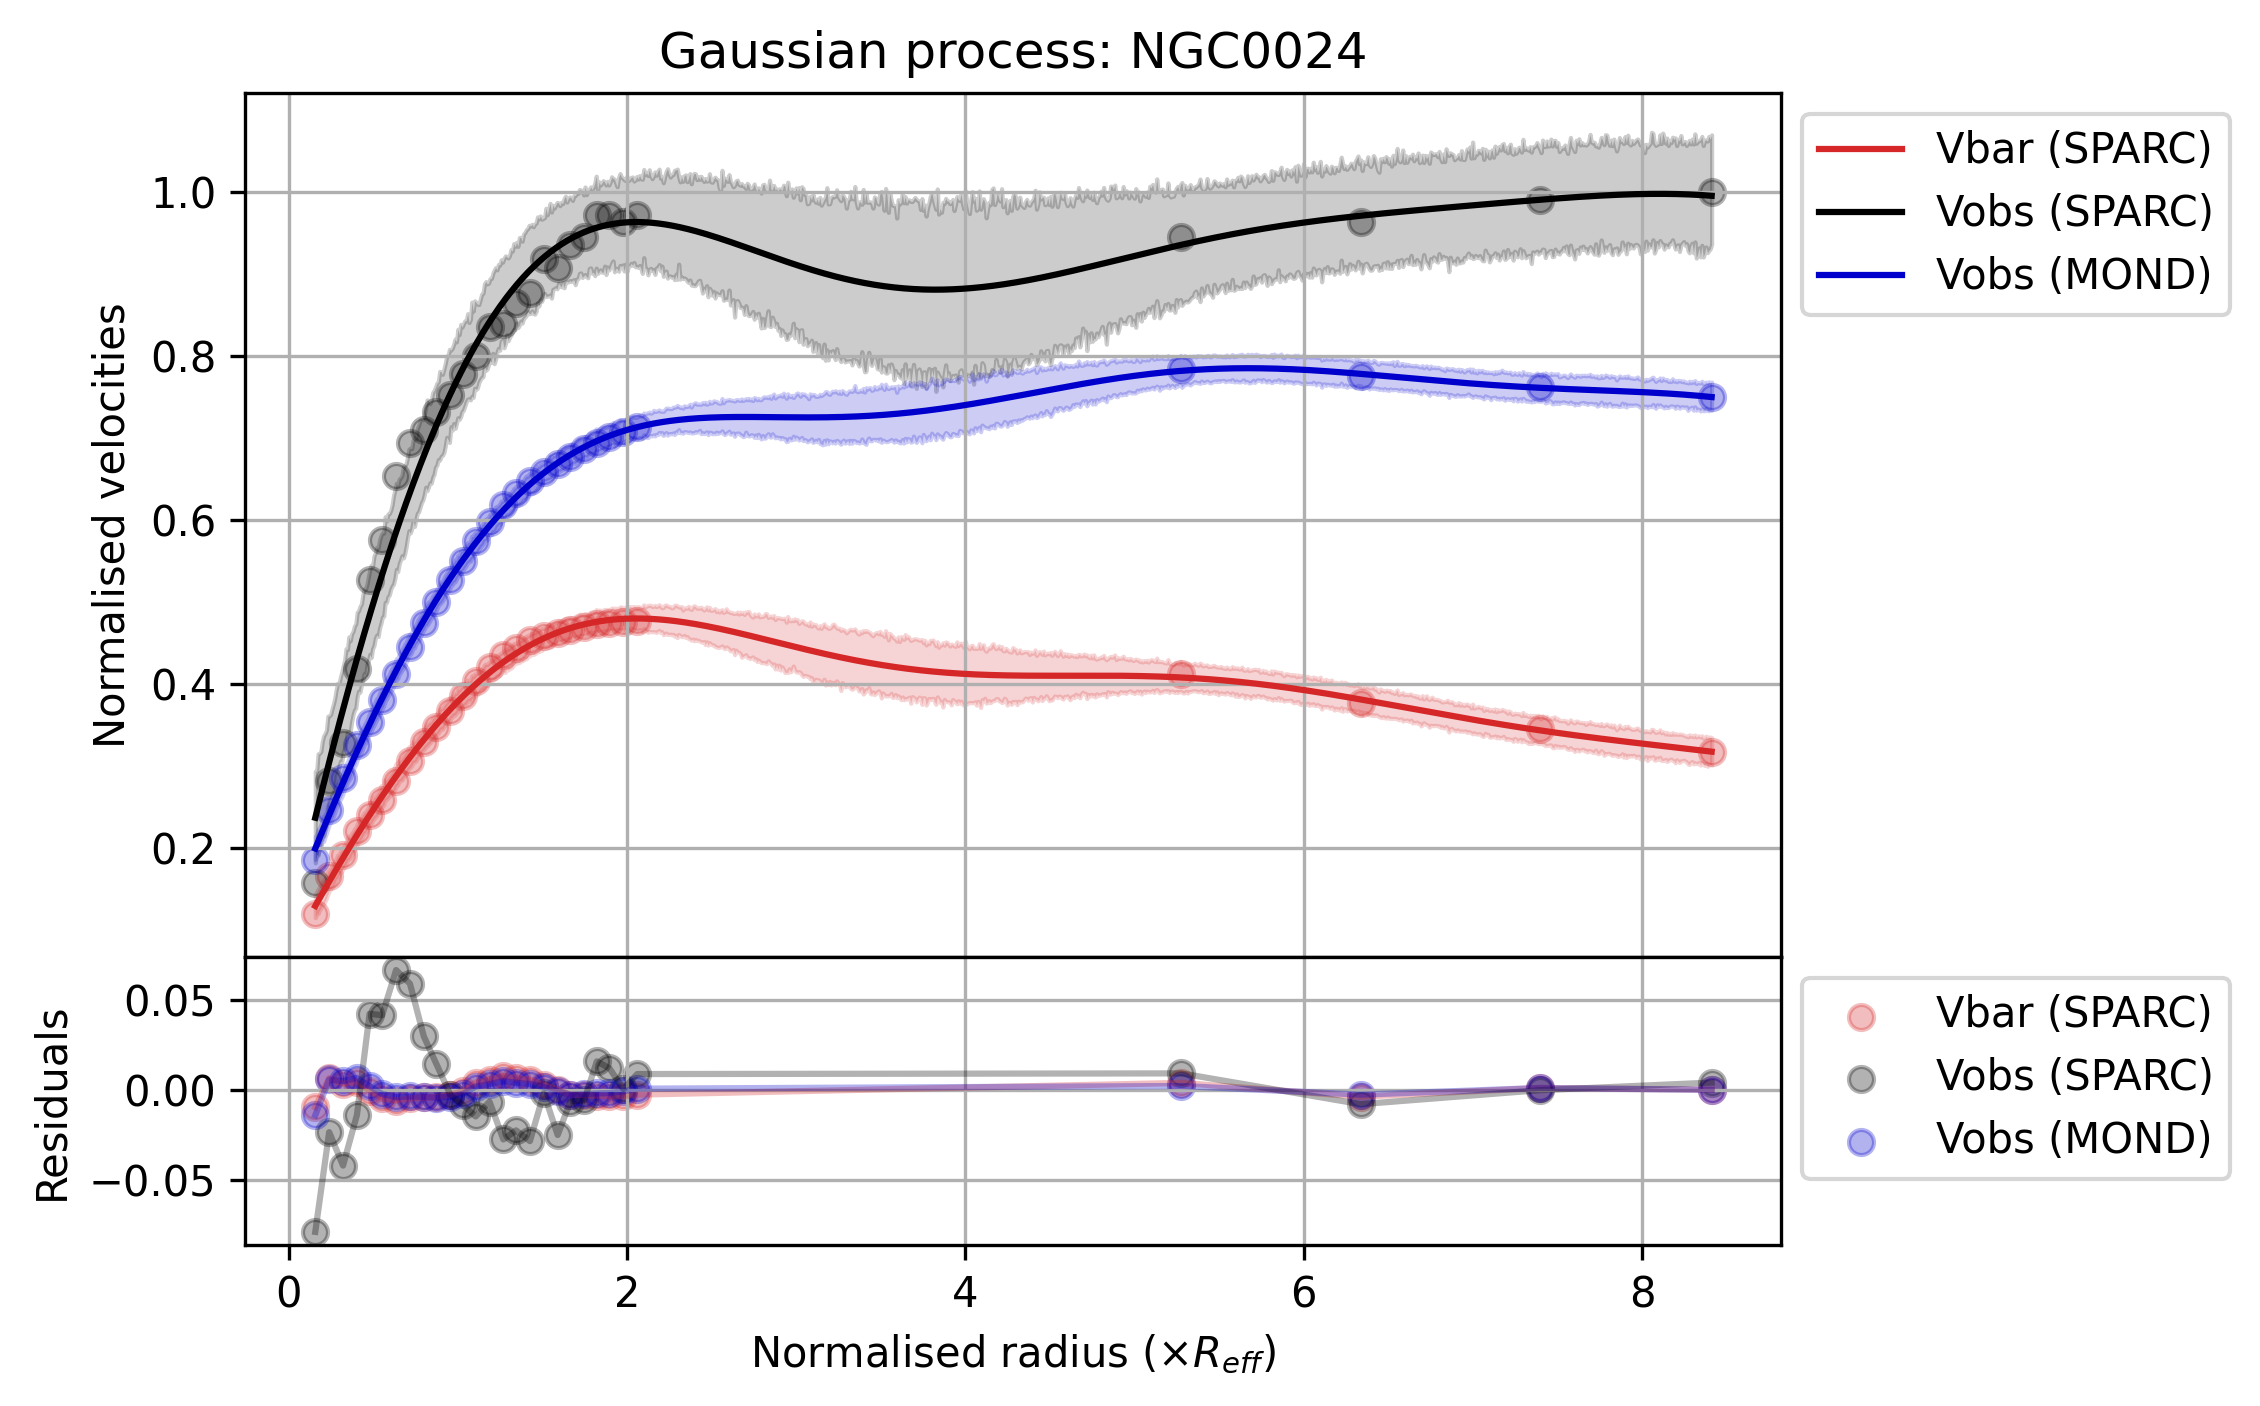 Gaussian process: NGC0024
Normalised velocities
1.0
0.8
0.6
0.4
0.2
Vbar (SPARC)
Vobs (SPARC)
Vobs (MOND)
Residuals
0.05
0.00
−0.05
Vbar (SPARC)
Vobs (SPARC)
Vobs (MOND)
0 2 4 6 8
Normalised radius (×R_{eff})